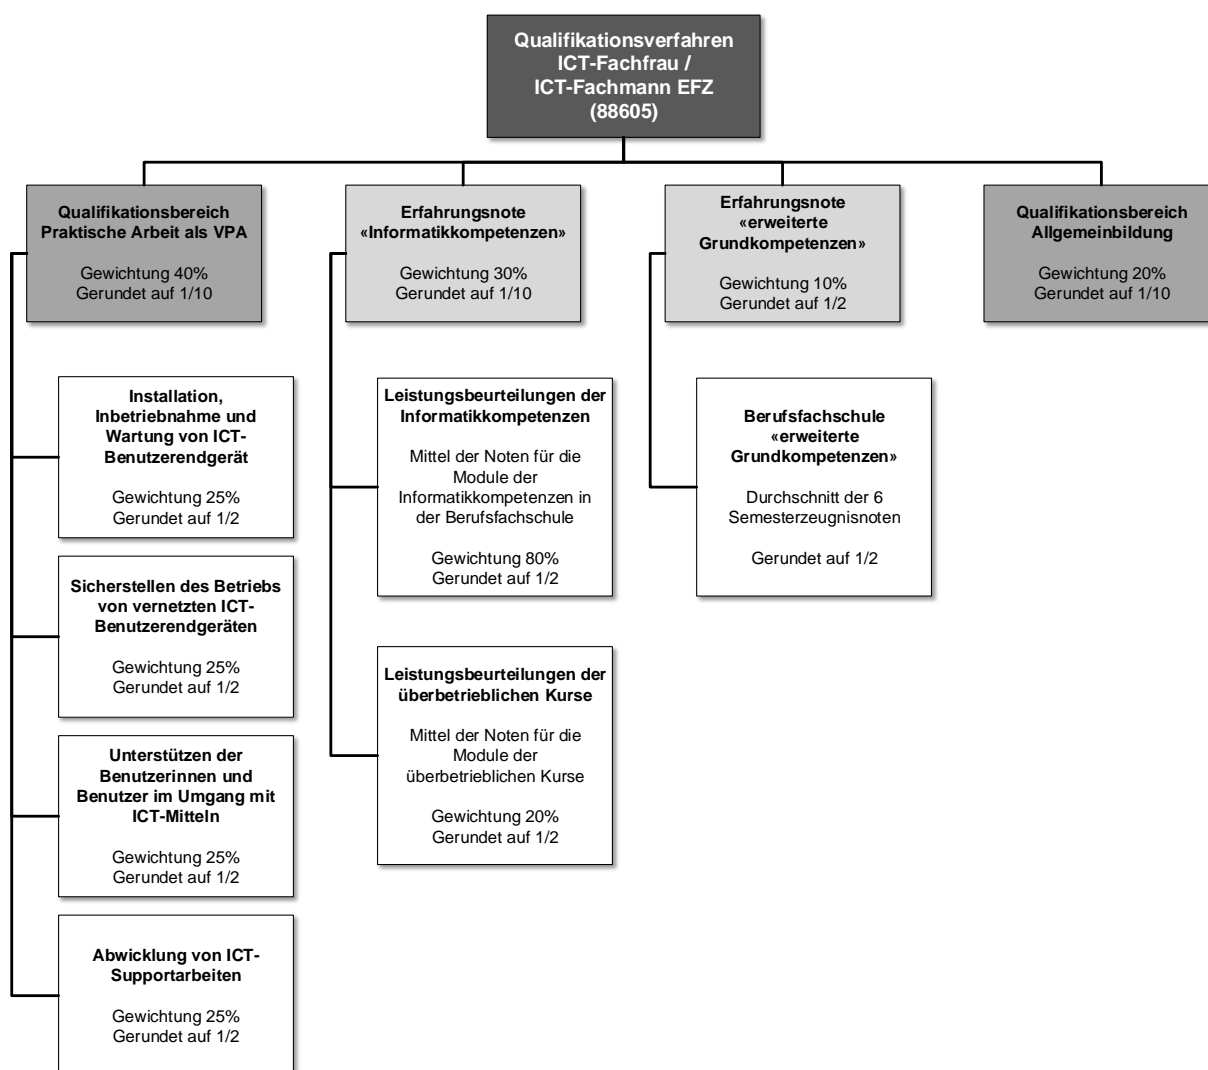 Qualifikationsverfahren
ICT-Fachfrau /
ICT-Fachmann EFZ
(88605)
Qualifikationsbereich
Praktische Arbeit als VPA
Gewichtung 40%
Gerundet auf 1/10
Erfahrungsnote
«Informatikkompetenzen»
Gewichtung 30%
Gerundet auf 1/10
Erfahrungsnote
«erweiterte
Grundkompetenzen»
Gewichtung 10%
Gerundet auf 1/2
Qualifikationsbereich
Allgemeinbildung
Gewichtung 20%
Gerundet auf 1/10
Installation,
Inbetriebnahme und
Wartung von ICT-
Benutzerendgerät
Gewichtung 25%
Gerundet auf 1/2
Sicherstellen des Betriebs
von vernetzten ICT-
Benutzerendgeräten
Gewichtung 25%
Gerundet auf 1/2
Unterstützen der
Benutzerinnen und
Benutzer im Umgang mit
ICT-Mitteln
Gewichtung 25%
Gerundet auf 1/2
Abwicklung von ICT-
Supportarbeiten
Gewichtung 25%
Gerundet auf 1/2
Leistungsbeurteilungen der
Informatikkompetenzen
Mittel der Noten für die
Module der
Informatikkompetenzen in
der Berufsfachschule
Gewichtung 80%
Gerundet auf 1/2
Leistungsbeurteilungen der
überbetrieblichen Kurse
Mittel der Noten für die
Module der
überbetrieblichen Kurse
Gewichtung 20%
Gerundet auf 1/2
Berufsfachschule
«erweiterte
Grundkompetenzen»
Durchschnitt der 6
Semesterzeugnisnoten
Gerundet auf 1/2